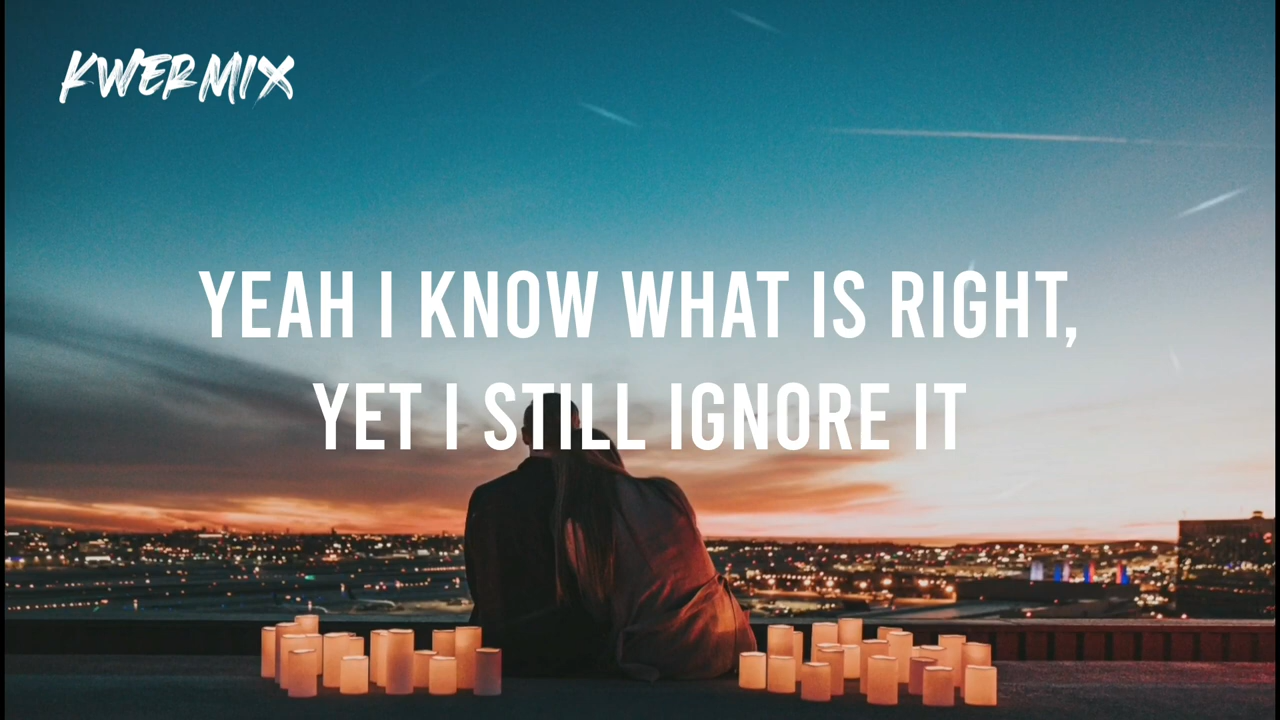 KWERMIX
YEAH I KNOW WHAT IS RIGHT,
YET I STILL IGNORE IT